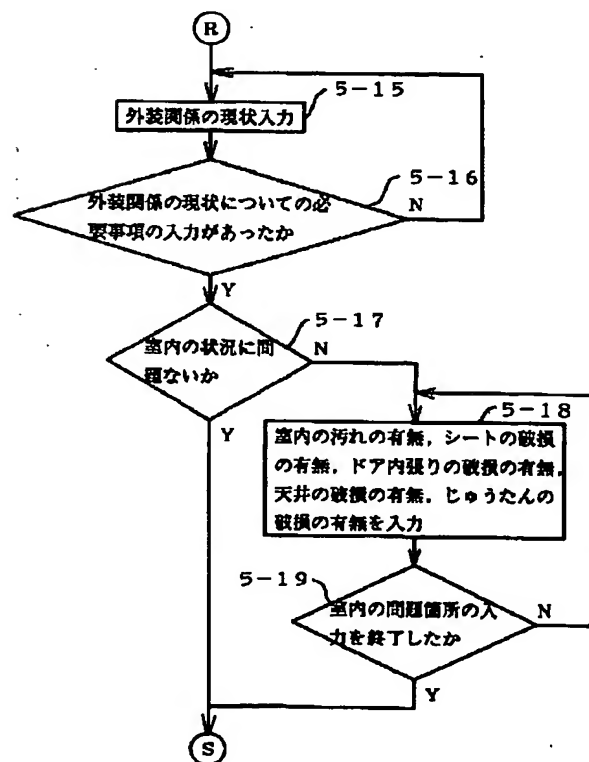 R
5-15
外装関係の現状入力
5-16
外装関係の現状についての必
要事項の入力があったか
N
Y
5-17
室内の状況に問
題ないか
N
Y
5-18
室内の汚れの有無,シートの破損
の有無,ドア内張りの破損の有無,
天井の破損の有無,じゅうたんの
破損の有無を入力
5-19
室内の問題箇所の入
力を終了したか
N
Y
S